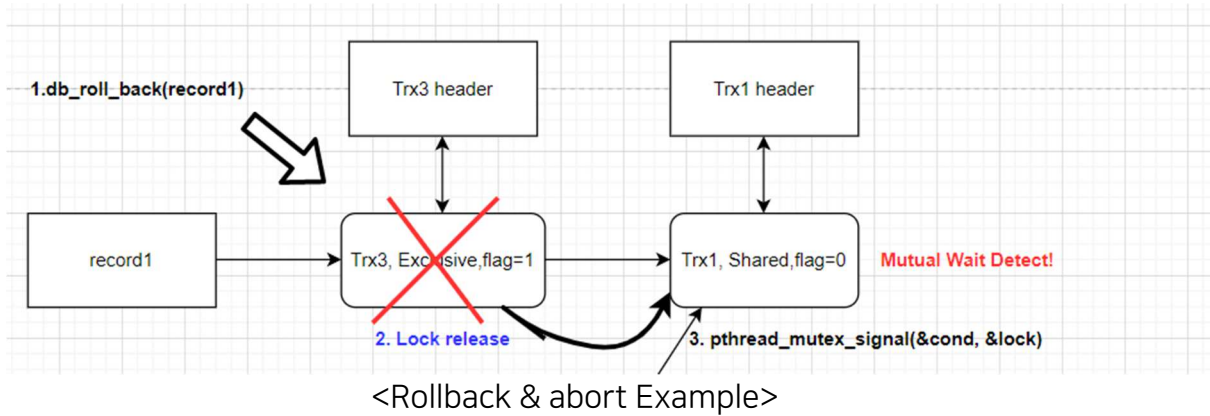 1.db_roll_back(record1)
Trx3 header
Trx1 header
record1
Trx3, Exclusive,flag=1
Trx1, Shared,flag=0
Mutual Wait Detect!
2. Lock release
3. pthread_mutex_signal(&cond, &lock)
<Rollback & abort Example>